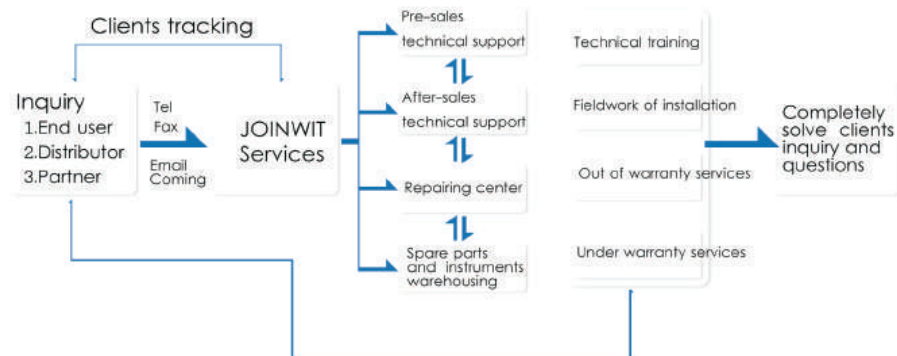 Clients tracking
Inquiry
1.End user
2.Distributor
3.Partner
Tel
Fax
Email
Coming
JOINWIT
Services
Pre-sales
technical support
After-sales
technical support
Repairing center
Spare parts
and instruments
warehousing
Technical training
Fieldwork of installation
Out of warranty services
Under warranty services
Completely
solve clients
inquiry and
questions